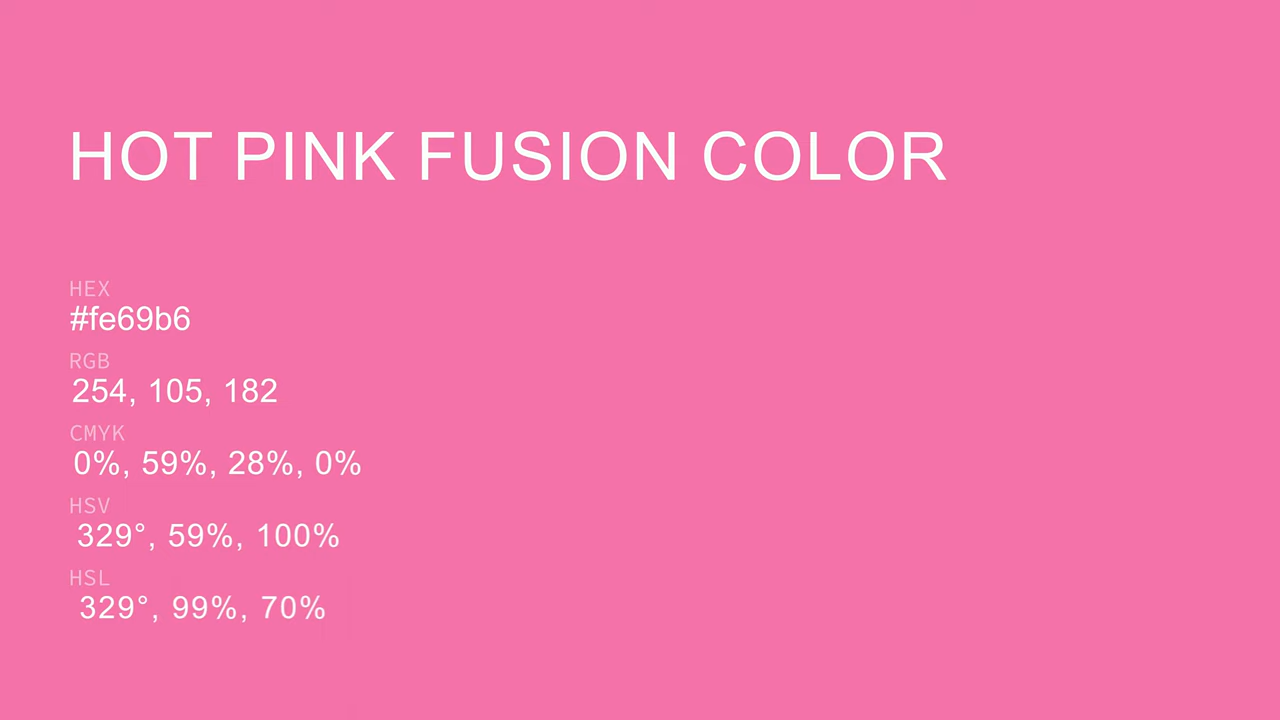 HOT PINK FUSION COLOR
HEX
#fe69b6
RGB
254, 105, 182
CMYK
0%, 59%, 28%, 0%
HSV
329°, 59%, 100%
HSL
329°, 99%, 70%